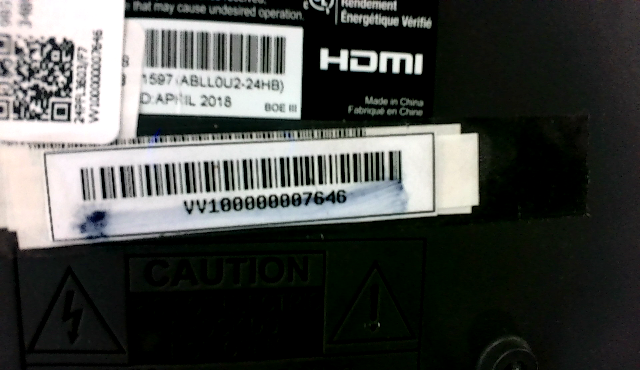 that may cause undesired operation.
Rendement
Énergétique Vérifié
HDMI
1597 (ABLL0U2-24HB)
D:APRIL 2018
BOE III
Made in China
Fabriqué en Chine
VV100000007646
VV100000007646
CAUTION